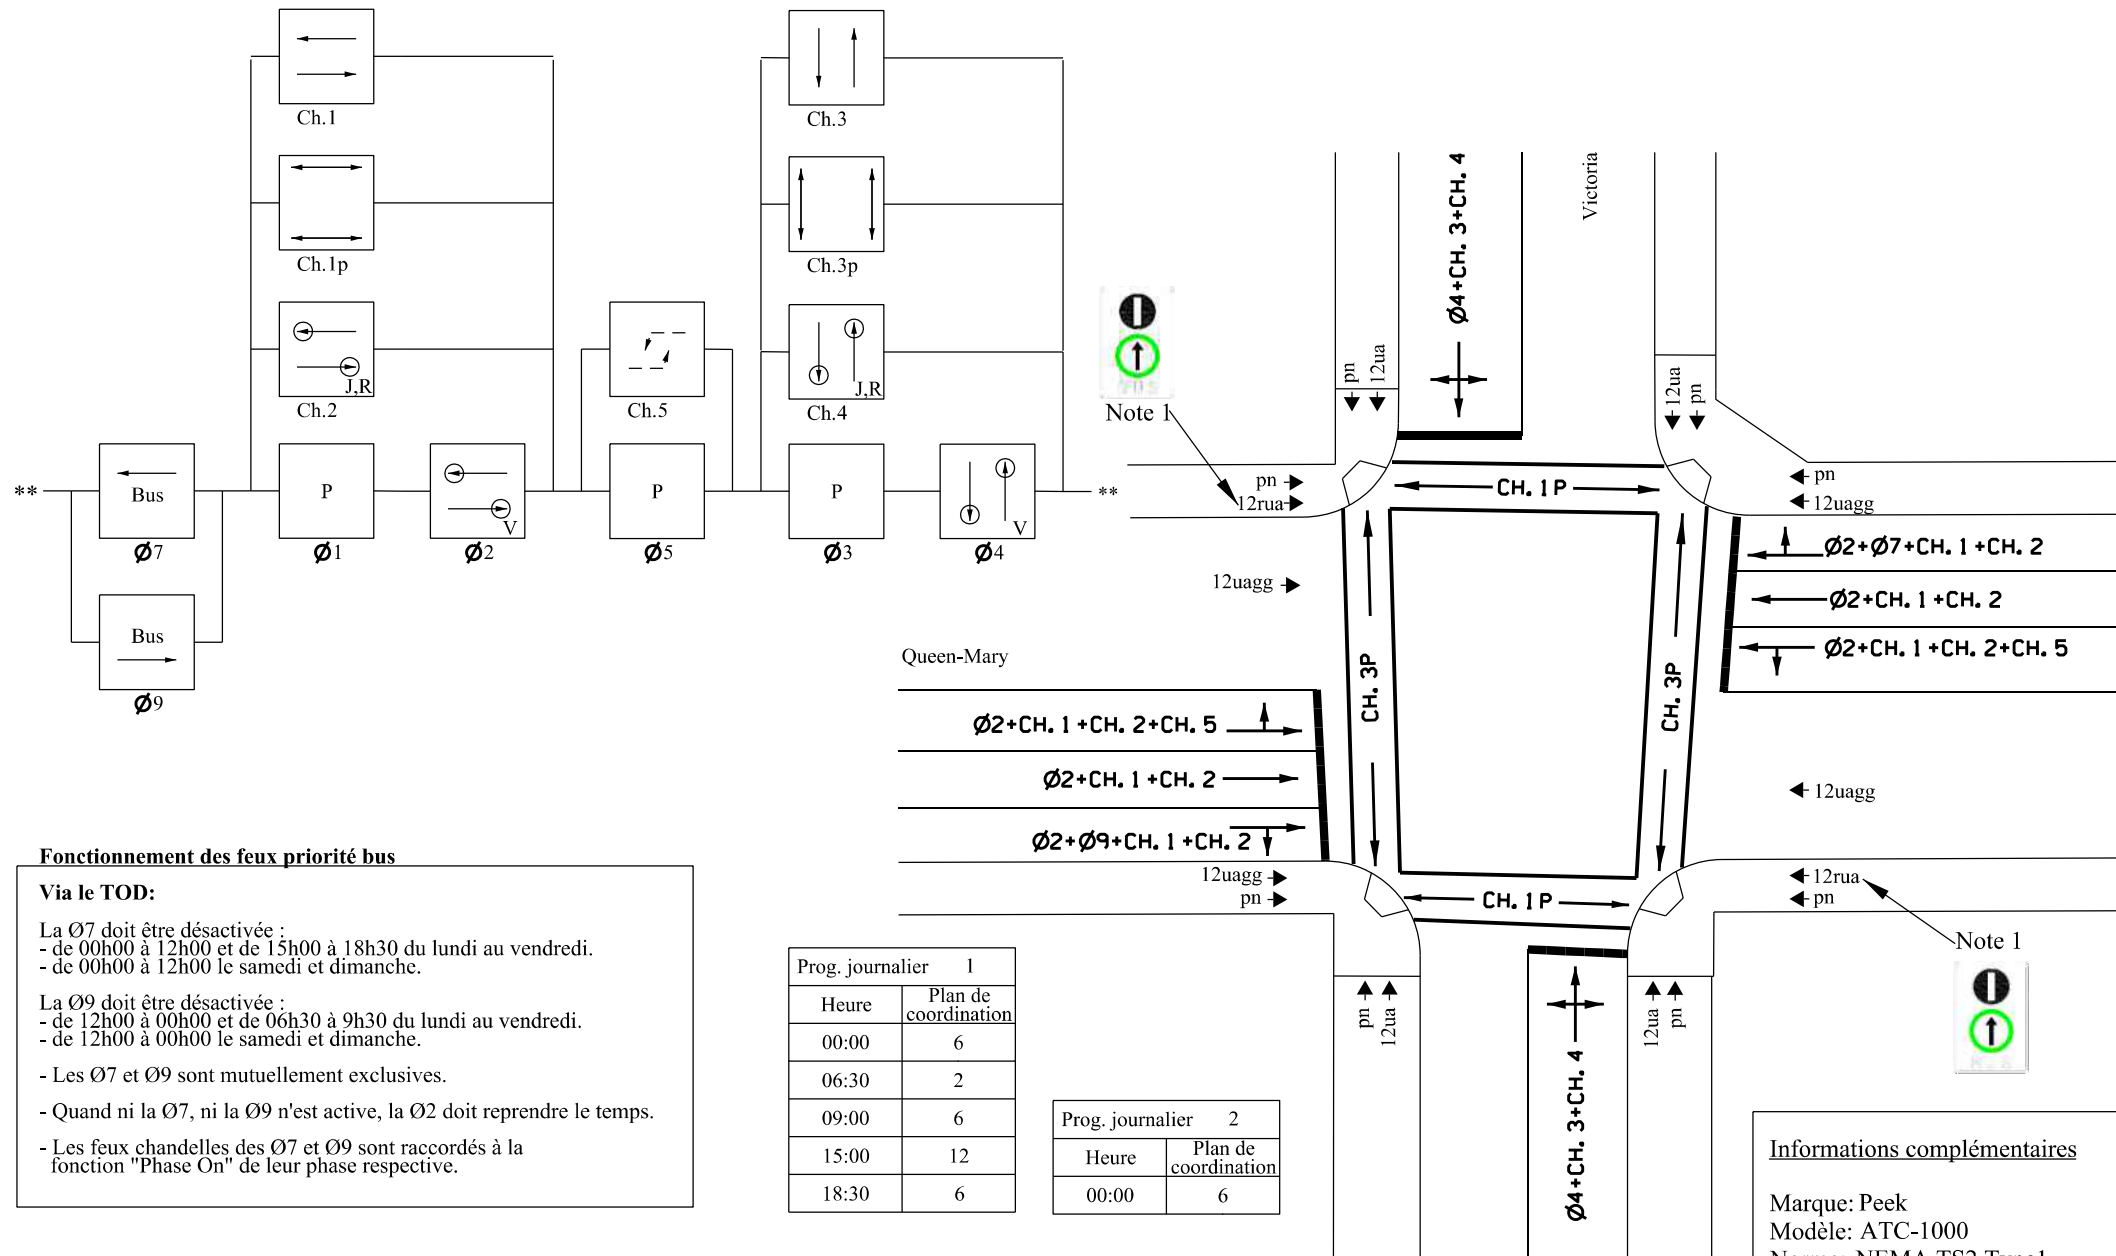 Ch.1
Ch.3
Ch.1p
Ch.3p
J,R
Ch.2
Ch.5
J,R
Ch.4
**
Bus
P
V
P
P
V
**
Ø7
Ø1
Ø2
Ø5
Ø3
Ø4
Bus
Ø9
Note 1
Ø4+CH. 3+CH. 4
Victoria
pn
12ua
12ua
pn
pn
12rua
CH. 1P
pn
12uagg
12uagg
Ø2+Ø7+CH. 1+CH. 2
Ø2+CH. 1+CH. 2
Ø2+CH. 1+CH. 2+CH. 5
Queen-Mary
CH. 3P
CH. 3P
Ø2+CH. 1+CH. 2+CH. 5
Ø2+CH. 1+CH. 2
Ø2+Ø9+CH. 1+CH. 2
12uagg
12uagg
pn
CH. 1P
12rua
pn
Note 1
pn
12ua
12ua
pn
Ø4+CH. 3+CH. 4
Fonctionnement des feux priorité bus
Via le TOD:
La Ø7 doit être désactivée :
- de 00h00 à 12h00 et de 15h00 à 18h30 du lundi au vendredi.
- de 00h00 à 12h00 le samedi et dimanche.
La Ø9 doit être désactivée :
- de 12h00 à 00h00 et de 06h30 à 9h30 du lundi au vendredi.
- de 12h00 à 00h00 le samedi et dimanche.
- Les Ø7 et Ø9 sont mutuellement exclusives.
- Quand ni la Ø7, ni la Ø9 n'est active, la Ø2 doit reprendre le temps.
- Les feux chandelles des Ø7 et Ø9 sont raccordés à la
fonction "Phase On" de leur phase respective.
Prog. journalier 1
Heure Plan de
coordination
00:00 6
06:30 2
09:00 6
15:00 12
18:30 6
Prog. journalier 2
Heure Plan de
coordination
00:00 6
Informations complémentaires
Marque: Peek
Modèle: ATC-1000
Norme: NEMA TS2 Type1